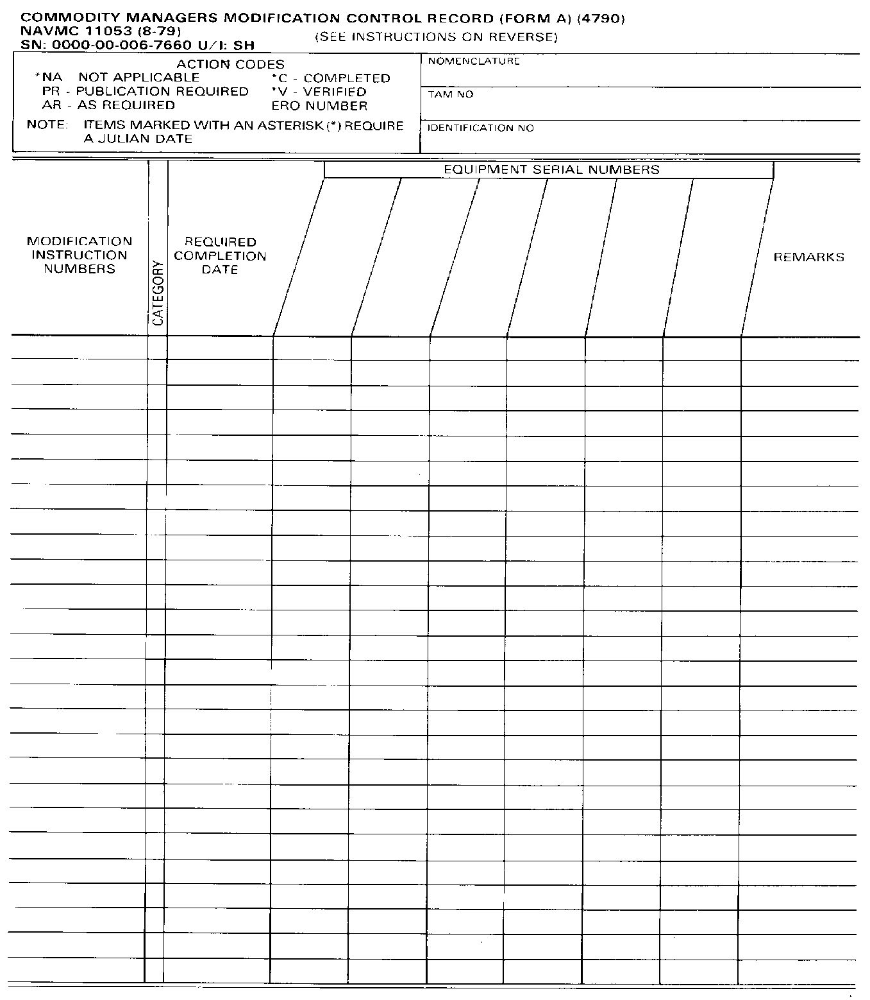 COMMODITY MANAGERS MODIFICATION CONTROL RECORD (FORM A) (4790)
NAVMC 11053 (8-79)
(SEE INSTRUCTIONS ON REVERSE)
SN: 0000-00-006-7660 U/I: SH
ACTION CODES
*NA NOT APPLICABLE
*C - COMPLETED
PR - PUBLICATION REQUIRED
*V - VERIFIED
AR - AS REQUIRED
ERO NUMBER
NOTE: ITEMS MARKED WITH AN ASTERISK (*) REQUIRE
A JULIAN DATE
NOMENCLATURE
TAM NO
IDENTIFICATION NO
EQUIPMENT SERIAL NUMBERS
MODIFICATION
INSTRUCTION
NUMBERS
CATEGORY
REQUIRED
COMPLETION
DATE
REMARKS